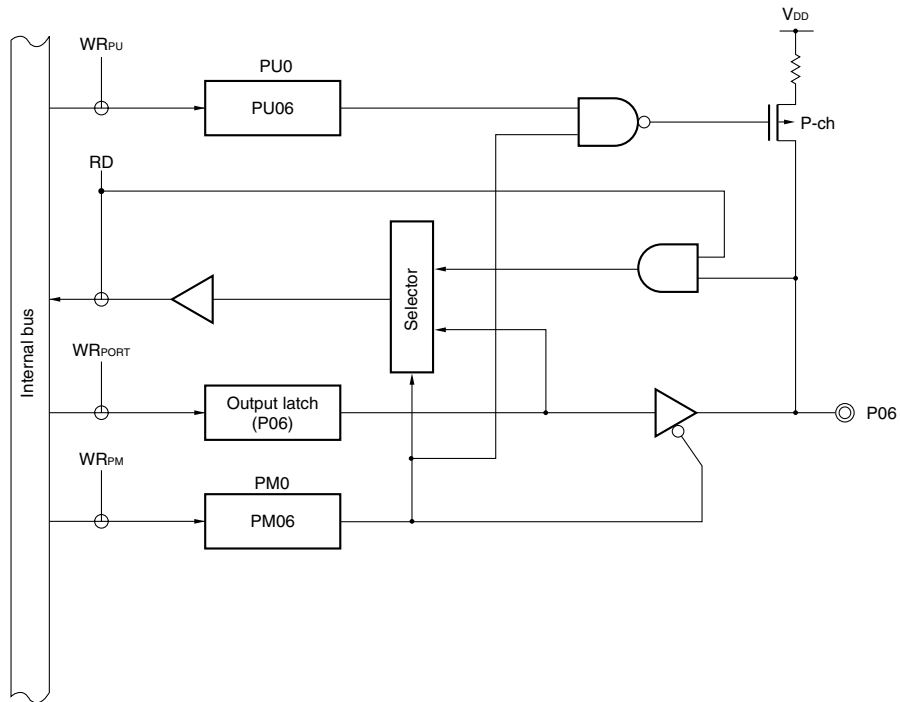 VDD
WRPU
PU0
PU06
P-ch
RD
Selector
Internal bus
WRPORT
Output latch
(P06)
P06
WRPM
PM0
PM06